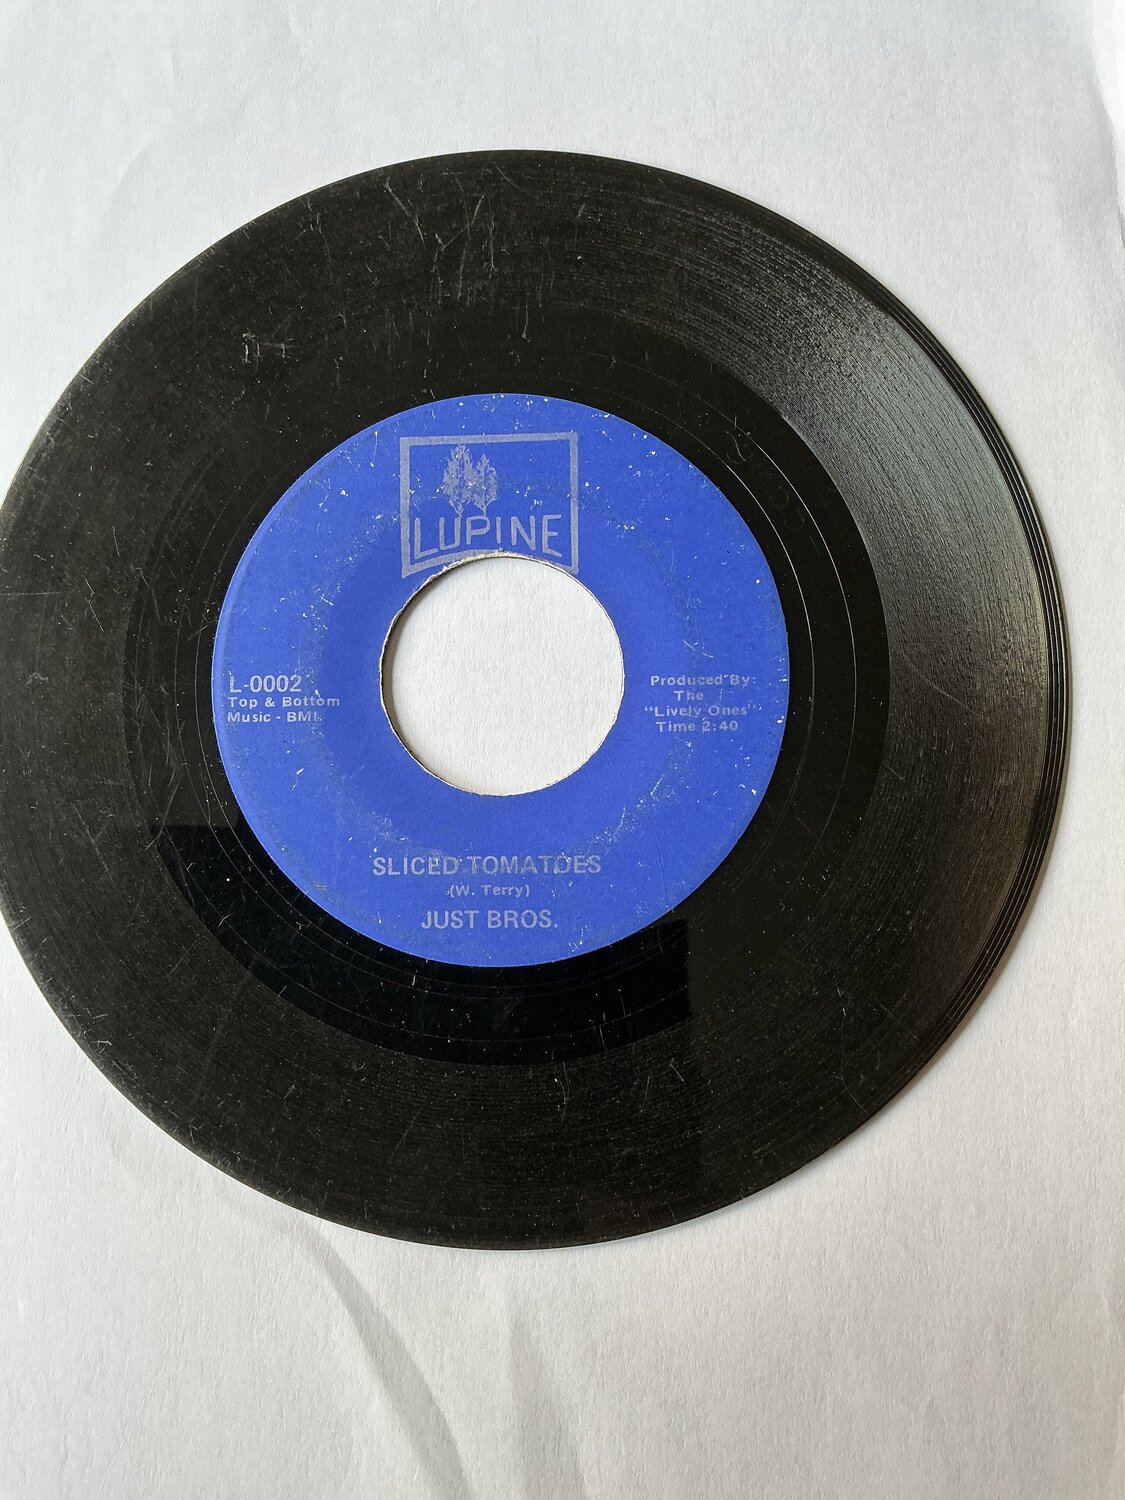 LUPINE
L-0002
Top & Bottom
Music - BMI.
Produced By:
The
"Lively Ones"
Time 2:40
SLICED TOMATOES
(W. Terry)
JUST BROS.